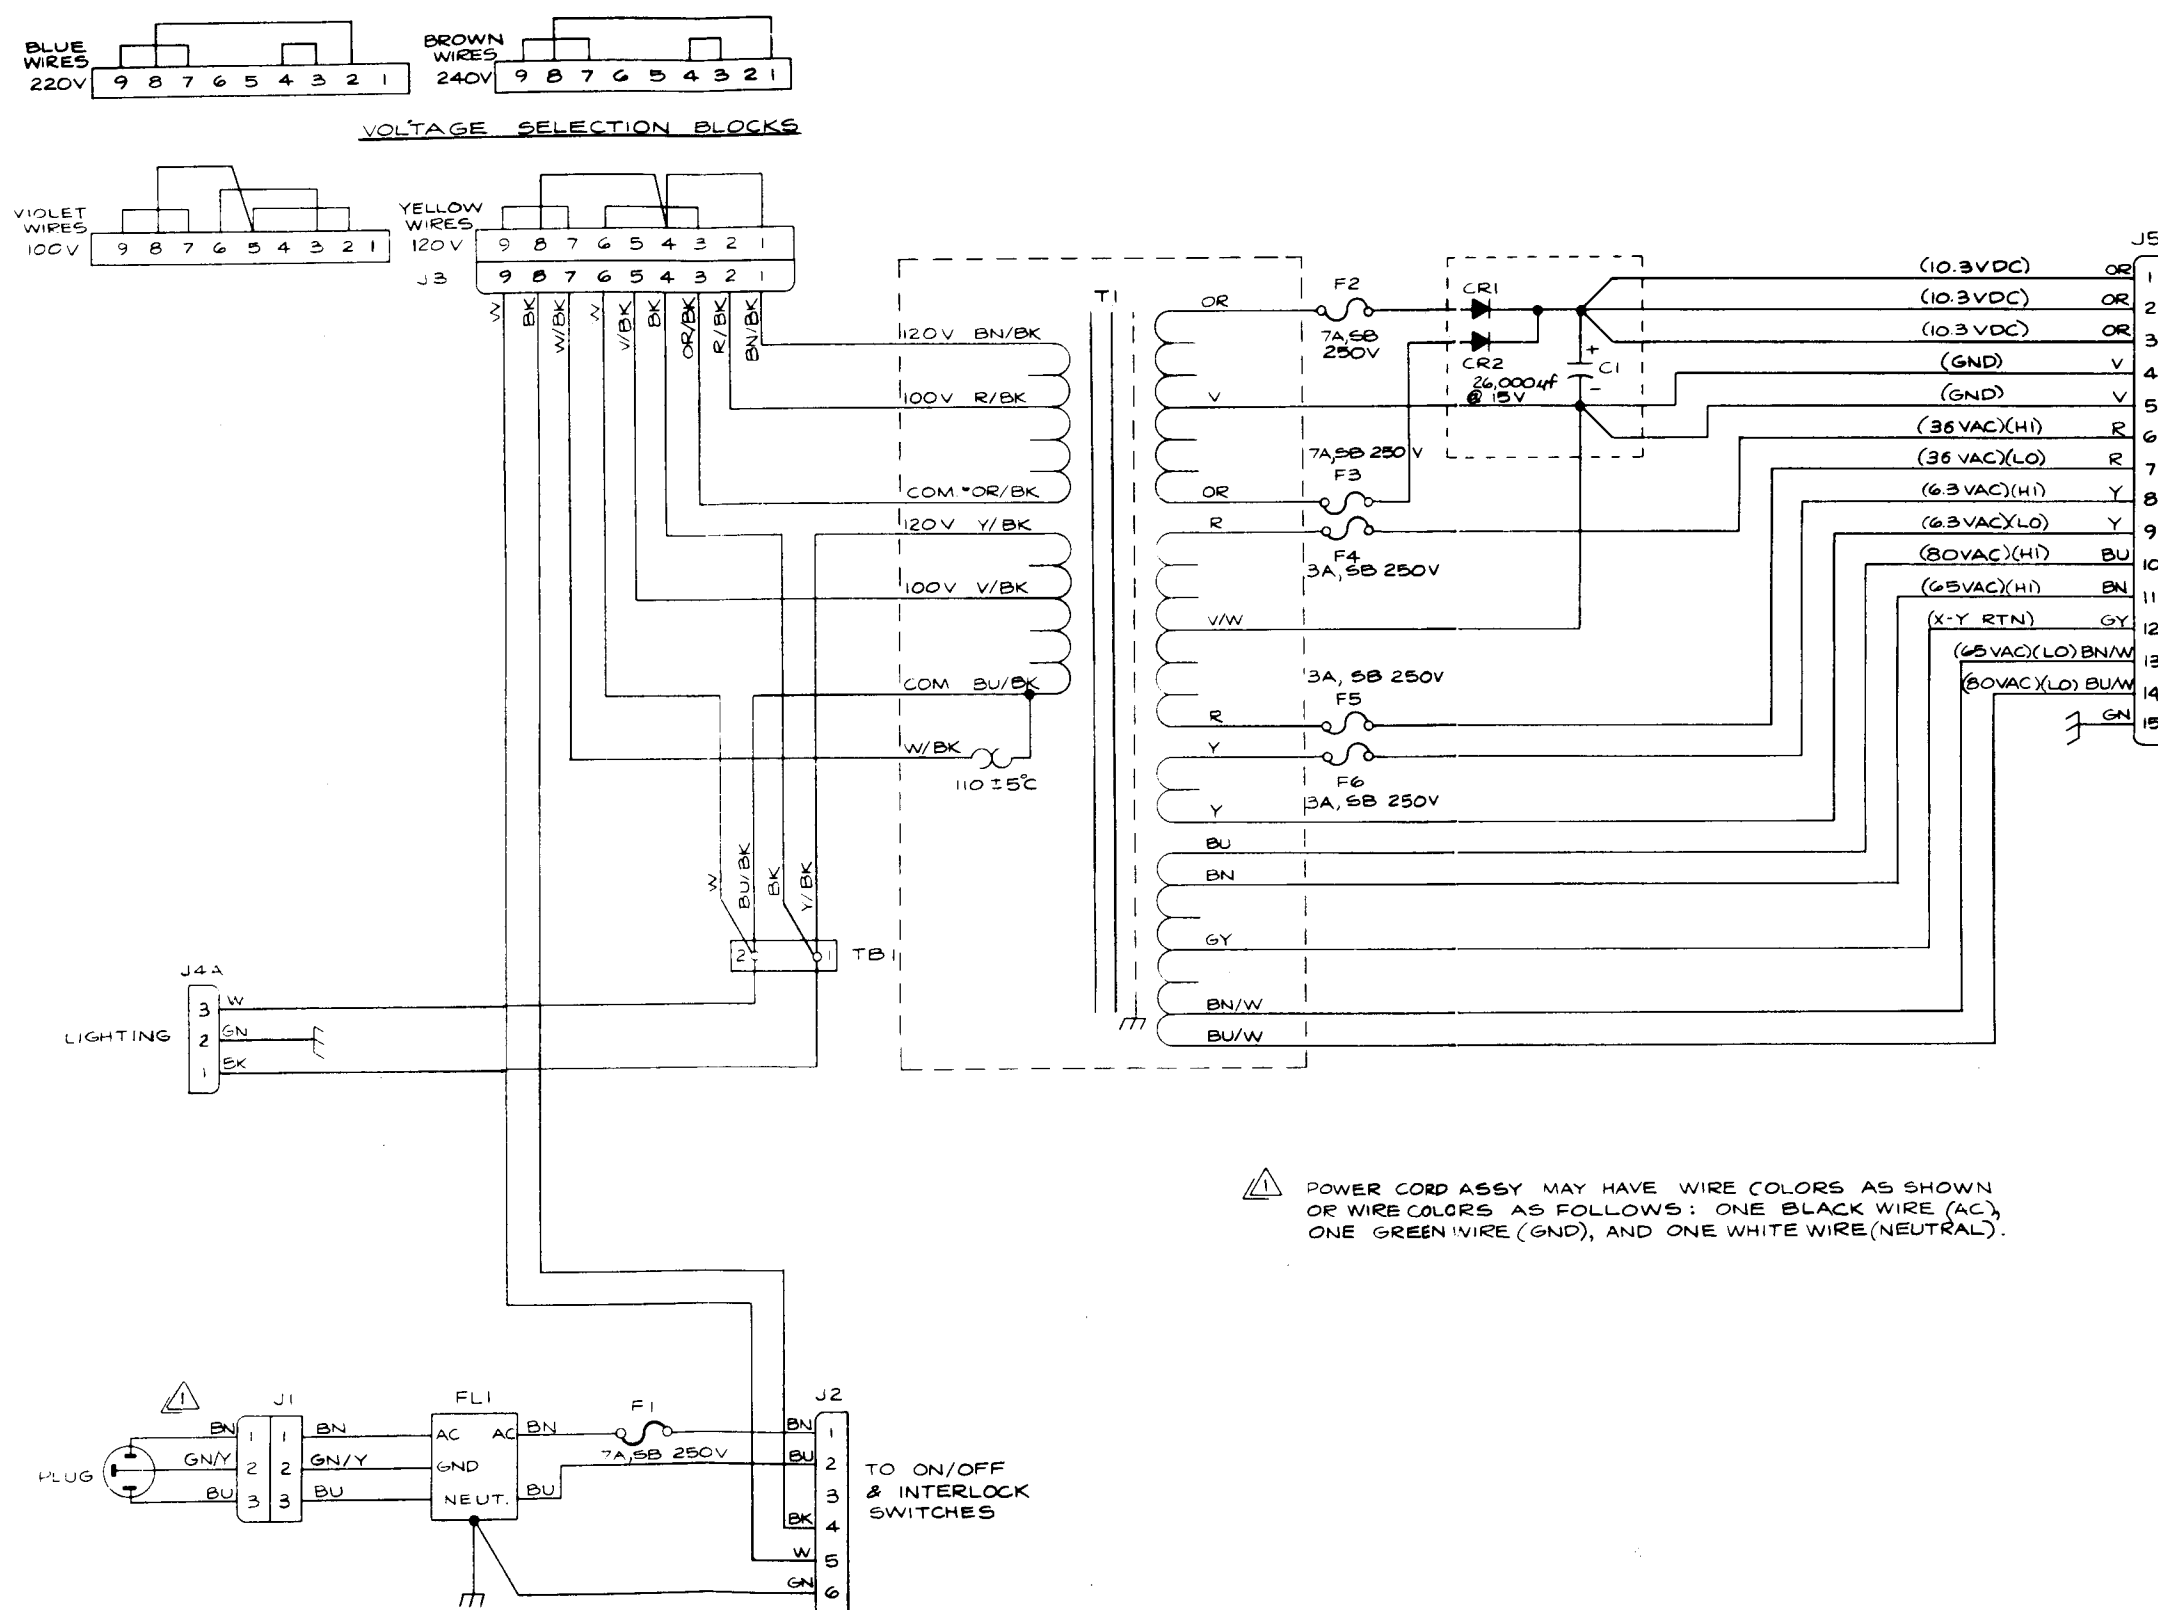 BLUE
WIRES
220V
9 8 7 6 5 4 3 2 1
BROWN
WIRES
240V
9 8 7 6 5 4 3 2 1
VOLTAGE SELECTION BLOCKS
VIOLET
WIRES
100V
9 8 7 6 5 4 3 2 1
YELLOW
WIRES
120V
9 8 7 6 5 4 3 2 1
J3
9 8 7 6 5 4 3 2 1
W
BK
W/BK
W
V/BK
BK
OR/BK
R/BK
BN/BK
120V BN/BK
100V R/BK
COM. OR/BK
120V Y/BK
100V V/BK
COM BU/BK
W/BK
110 ±5°C
T1
OR
V
OR
R
V/W
R
Y
Y
BU
BN
GY
BN/W
BU/W
F2
7A,SB
250V
7A,SB 250V
F3
F4
3A, SB 250V
3A, SB 250V
F5
F6
3A, SB 250V
CR1
CR2
+
C1
-
26,000uf
@ 15V
J5
(10.3VDC) OR 1
(10.3VDC) OR 2
(10.3VDC) OR 3
(GND) V 4
(GND) V 5
(36VAC)(HI) R 6
(36VAC)(LO) R 7
(6.3VAC)(HI) Y 8
(6.3VAC)(LO) Y 9
(80VAC)(HI) BU 10
(65VAC)(HI) BN 11
(X-Y RTN) GY 12
(65VAC)(LO) BN/W 13
(80VAC)(LO) BU/W 14
GN 15
W
BU/BK
BK
Y/BK
2 1
TB1
J4A
LIGHTING
3 W
2 GN
1 BK
1 POWER CORD ASSY MAY HAVE WIRE COLORS AS SHOWN
OR WIRE COLORS AS FOLLOWS: ONE BLACK WIRE (AC),
ONE GREEN WIRE (GND), AND ONE WHITE WIRE (NEUTRAL).
1
PLUG
J1
BN 1 1 BN
GN/Y 2 2 GN/Y
BU 3 3 BU
FL1
AC AC
GND
NEUT.
BN
BU
F1
7A,SB 250V
J2
BN 1
BU 2
3
BK 4
W 5
GN 6
TO ON/OFF
& INTERLOCK
SWITCHES